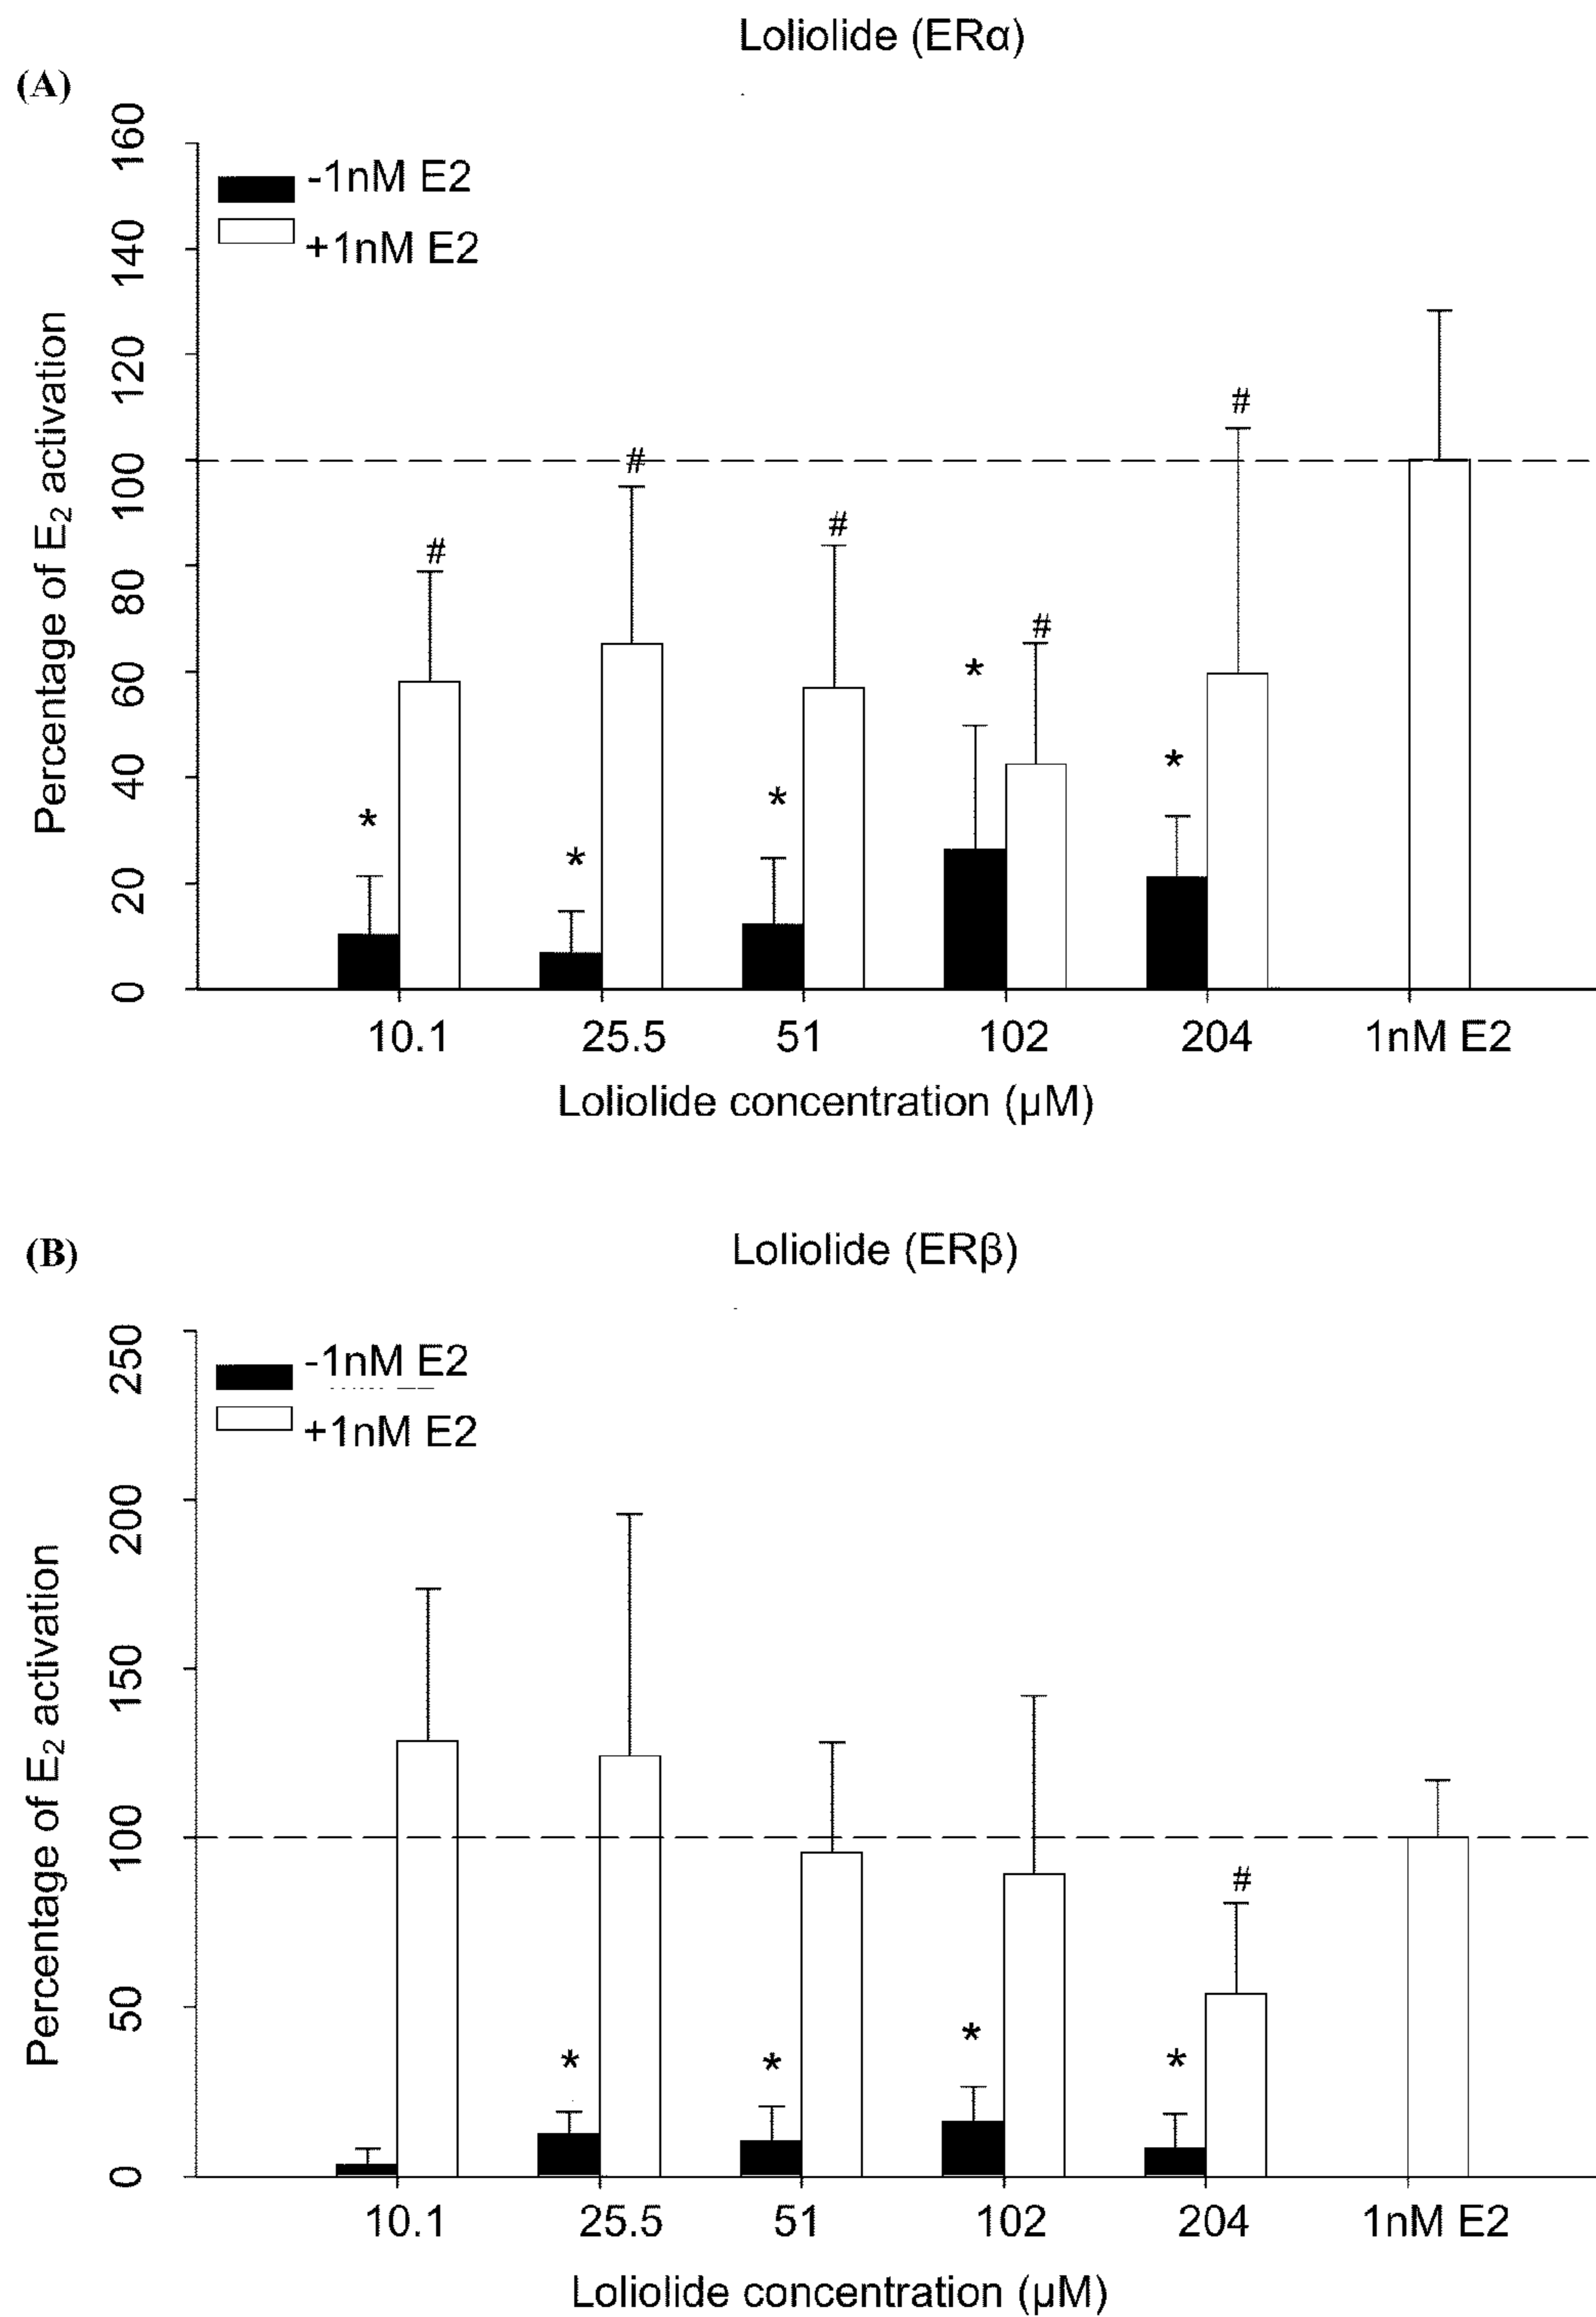 Loliolide (ERα)
(A)
160
140
120
100
80
60
40
20
0
Percentage of E2 activation
-1nM E2
+1nM E2
* # * # * # * # * #
10.1 25.5 51 102 204 1nM E2
Loliolide concentration (µM)
(B)
Loliolide (ERβ)
250
200
150
100
50
0
Percentage of E2 activation
-1nM E2
+1nM E2
* * * * #
10.1 25.5 51 102 204 1nM E2
Loliolide concentration (µM)